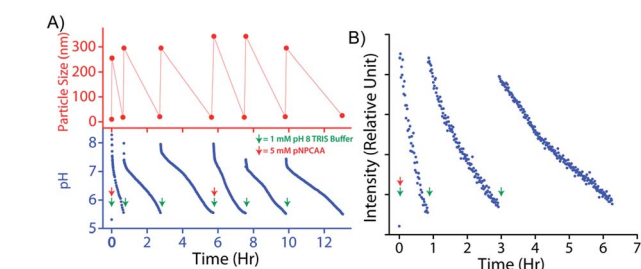 A)
Particle Size (nm)
300
200
100
0
↓= 1 mM pH 8 TRIS Buffer
↓= 5 mM pNPCAA
pH
8
7
6
5
0 2 4 6 8 10 12
Time (Hr)
B)
Intensity (Relative Unit)
0 1 2 3 4 5 6 7
Time (Hr)